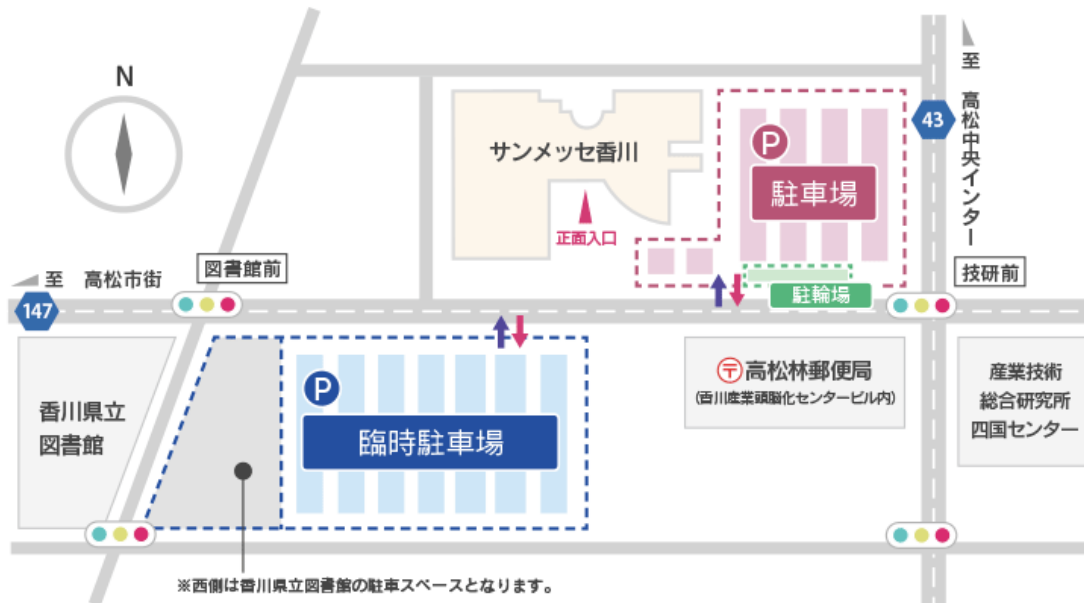 N
サンメッセ香川
正面入口
P
駐車場
駐輪場
43
至 高松中央インター
至 高松市街
図書館前
147
技研前
香川県立
図書館
P
臨時駐車場
〒高松林郵便局
(香川産業頭脳化センタービル内)
産業技術
総合研究所
四国センター
※西側は香川県立図書館の駐車スペースとなります。